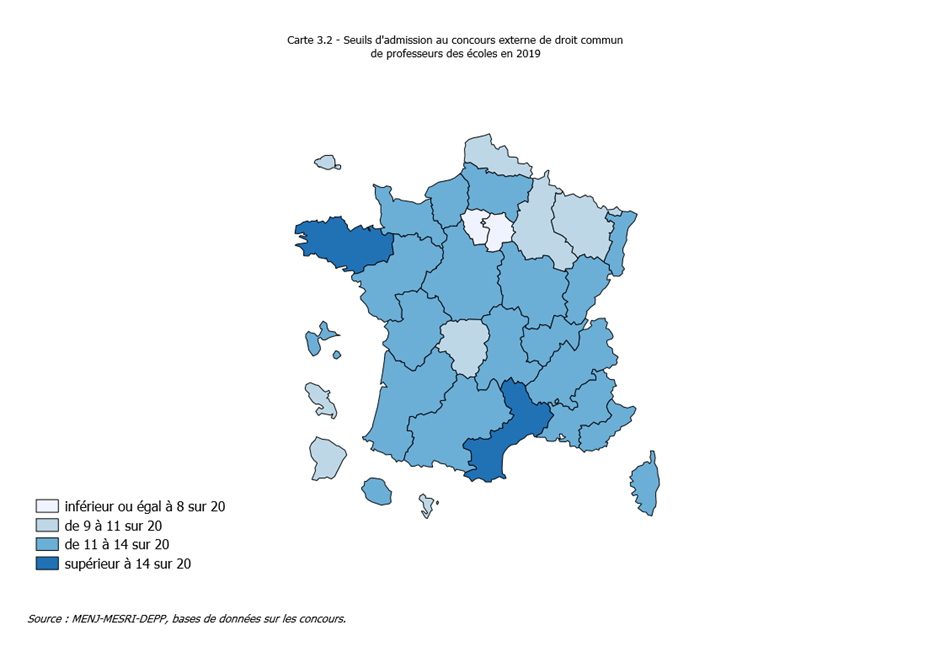 Carte 3.2 - Seuils d'admission au concours externe de droit commun
de professeurs des écoles en 2019
inférieur ou égal à 8 sur 20
de 9 à 11 sur 20
de 11 à 14 sur 20
supérieur à 14 sur 20
Source : MENJ-MESRI-DEPP, bases de données sur les concours.